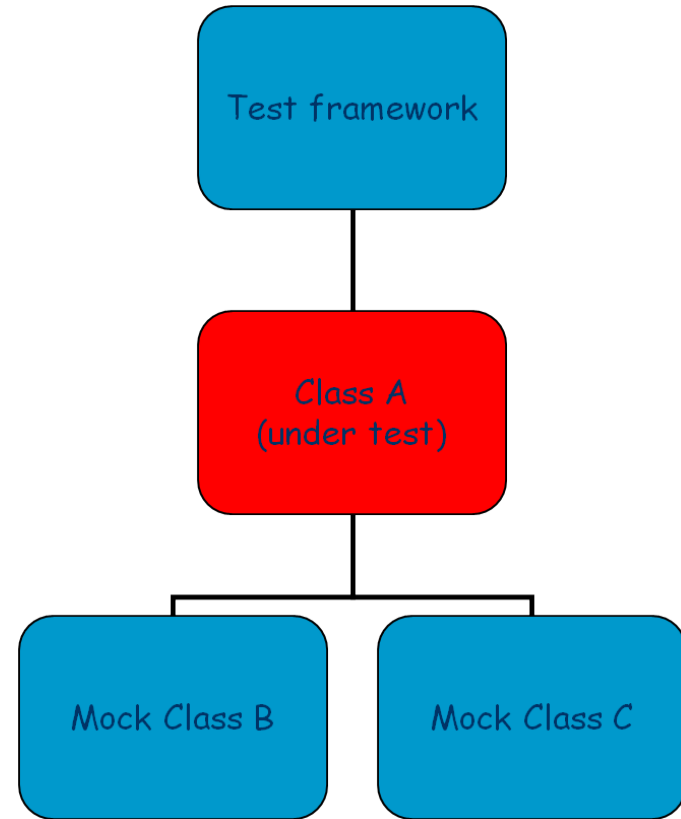 Test framework
Class A
(under test)
Mock Class B
Mock Class C